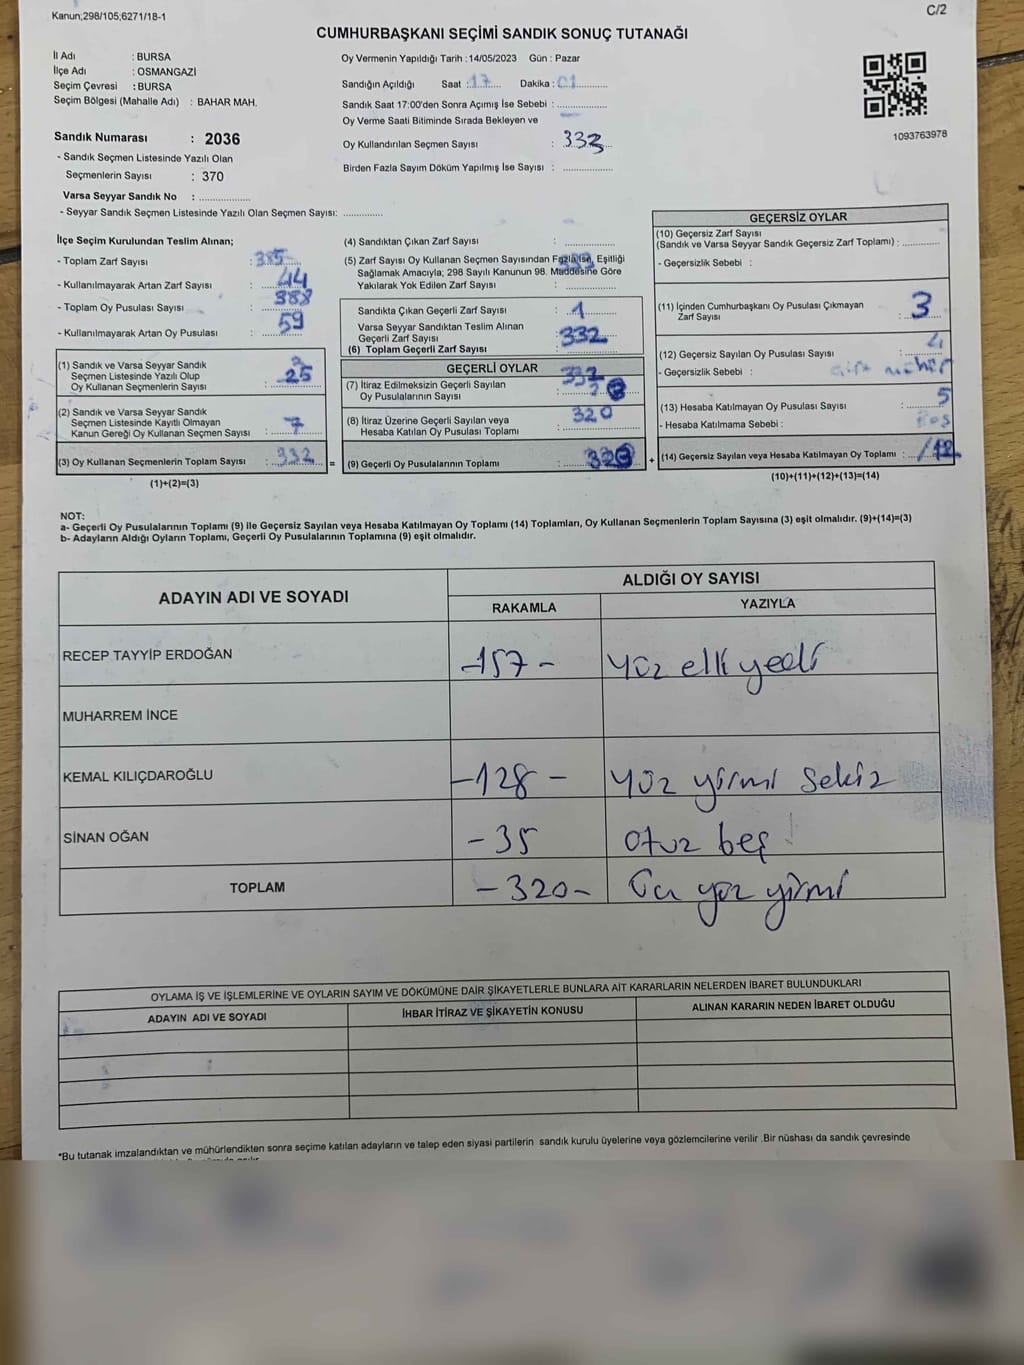 Kanun;298/105;6271/18-1
C/2
CUMHURBAŞKANI SEÇİMİ SANDIK SONUÇ TUTANAĞI
İl Adı : BURSA
İlçe Adı : OSMANGAZİ
Seçim Çevresi : BURSA
Seçim Bölgesi (Mahalle Adı) : BAHAR MAH.
Oy Vermenin Yapıldığı Tarih :14/05/2023 Gün : Pazar
Sandığın Açıldığı Saat :17 Dakika : 01
Sandık Saat 17:00'den Sonra Açımış İse Sebebi :
Oy Verme Saati Bitiminde Sırada Bekleyen ve
Oy Kullandırılan Seçmen Sayısı : 333
Birden Fazla Sayım Döküm Yapılmış İse Sayısı :
1093763978
Sandık Numarası : 2036
- Sandık Seçmen Listesinde Yazılı Olan
Seçmenlerin Sayısı : 370
Varsa Seyyar Sandık No :
- Seyyar Sandık Seçmen Listesinde Yazılı Olan Seçmen Sayısı:
İlçe Seçim Kurulundan Teslim Alınan;
- Toplam Zarf Sayısı : 385
- Kullanılmayarak Artan Zarf Sayısı : 44
- Toplam Oy Pusulası Sayısı : 388
- Kullanılmayarak Artan Oy Pusulası : 59
(1) Sandık ve Varsa Seyyar Sandık
Seçmen Listesinde Yazılı Olup
Oy Kullanan Seçmenlerin Sayısı :
(2) Sandık ve Varsa Seyyar Sandık
Seçmen Listesinde Kayıtlı Olmayan
Kanun Gereği Oy Kullanan Seçmen Sayısı : 7
(3) Oy Kullanan Seçmenlerin Toplam Sayısı : 332 =
(1)+(2)=(3)
(4) Sandıktan Çıkan Zarf Sayısı :
(5) Zarf Sayısı Oy Kullanan Seçmen Sayısından Fazla ise, Eşitliği
Sağlamak Amacıyla; 298 Sayılı Kanunun 98. Maddesine Göre
Yakılarak Yok Edilen Zarf Sayısı :
Sandıkta Çıkan Geçerli Zarf Sayısı : 1
Varsa Seyyar Sandıktan Teslim Alınan
Geçerli Zarf Sayısı : 332
(6) Toplam Geçerli Zarf Sayısı :
GEÇERLİ OYLAR
(7) İtiraz Edilmeksizin Geçerli Sayılan
Oy Pusulalarının Sayısı :
(8) İtiraz Üzerine Geçerli Sayılan veya
Hesaba Katılan Oy Pusulası Toplamı : 320
(9) Geçerli Oy Pusulalarının Toplamı : +
GEÇERSİZ OYLAR
(10) Geçersiz Zarf Sayısı
(Sandık ve Varsa Seyyar Sandık Geçersiz Zarf Toplamı) :
- Geçersizlik Sebebi :
(11) İçinden Cumhurbaşkanı Oy Pusulası Çıkmayan
Zarf Sayısı : 3
(12) Geçersiz Sayılan Oy Pusulası Sayısı : 4
- Geçersizlik Sebebi : mühür
(13) Hesaba Katılmayan Oy Pusulası Sayısı : 5
- Hesaba Katılmama Sebebi : Boş
(14) Geçersiz Sayılan veya Hesaba Katılmayan Oy Toplamı : 12
(10)+(11)+(12)+(13)=(14)
NOT:
a- Geçerli Oy Pusulalarının Toplamı (9) ile Geçersiz Sayılan veya Hesaba Katılmayan Oy Toplamı (14) Toplamları, Oy Kullanan Seçmenlerin Toplam Sayısına (3) eşit olmalıdır. (9)+(14)=(3)
b- Adayların Aldığı Oyların Toplamı, Geçerli Oy Pusulalarının Toplamına (9) eşit olmalıdır.
ADAYIN ADI VE SOYADI
ALDIĞI OY SAYISI
RAKAMLA YAZIYLA
RECEP TAYYİP ERDOĞAN -157- Yüz elli yedi
MUHARREM İNCE
KEMAL KILIÇDAROĞLU -128- Yüz yirmi sekiz
SİNAN OĞAN -35 otuz beş
TOPLAM -320- Üç yüz yirmi
OYLAMA İŞ VE İŞLEMLERİNE VE OYLARIN SAYIM VE DÖKÜMÜNE DAİR ŞİKAYETLERLE BUNLARA AİT KARARLARIN NELERDEN İBARET BULUNDUKLARI
ADAYIN ADI VE SOYADI İHBAR İTİRAZ VE ŞİKAYETİN KONUSU ALINAN KARARIN NEDEN İBARET OLDUĞU
*Bu tutanak imzalandıktan ve mühürlendikten sonra seçime katılan adayların ve talep eden siyasi partilerin sandık kurulu üyelerine veya gözlemcilerine verilir .Bir nüshası da sandık çevresinde